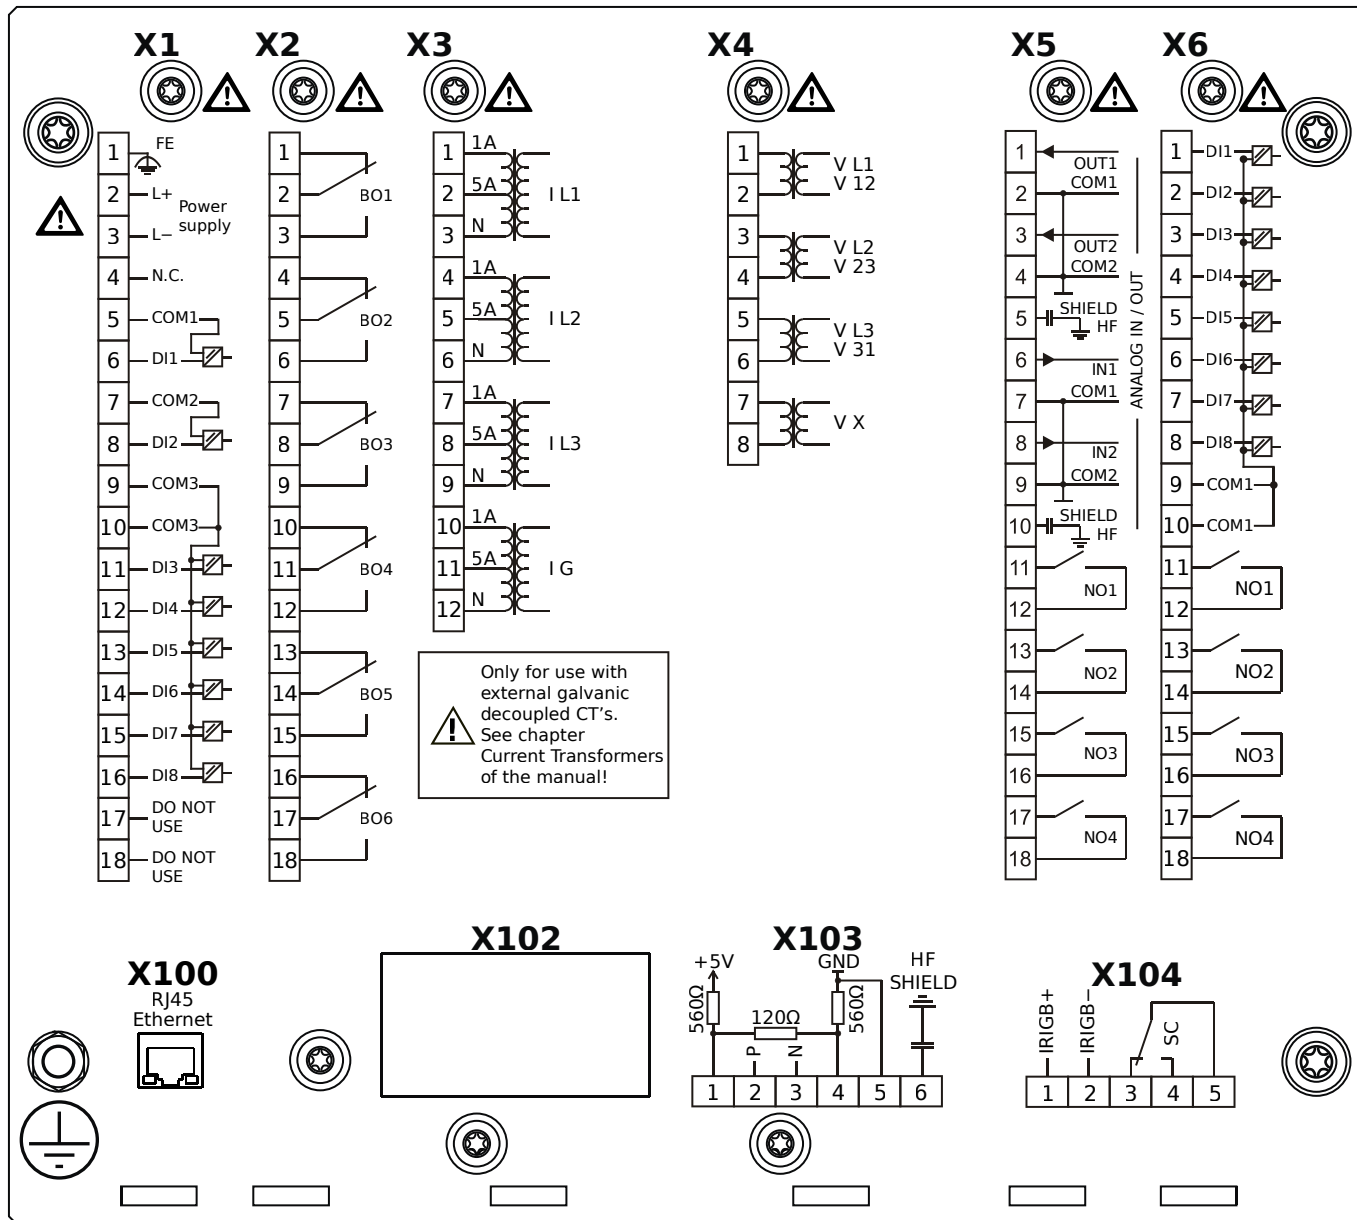 X1
X2
X3
X4
X5
X6
1 FE
2 L+
Power
supply
3 L−
4 N.C.
5 COM1
6 DI1
7 COM2
8 DI2
9 COM3
10 COM3
11 DI3
12 DI4
13 DI5
14 DI6
15 DI7
16 DI8
17 DO NOT
USE
18 DO NOT
USE
1
2 BO1
3
4
5 BO2
6
7
8 BO3
9
10
11 BO4
12
13
14 BO5
15
16
17 BO6
18
1 1A
2 5A I L1
3 N
4 1A
5 5A I L2
6 N
7 1A
8 5A I L3
9 N
10 1A
11 5A I G
12 N
Only for use with
external galvanic
decoupled CT's.
See chapter
Current Transformers
of the manual!
1 V L1
2 V 12
3 V L2
4 V 23
5 V L3
6 V 31
7 V X
8
1 OUT1
2 COM1
3 OUT2
4 COM2
5 SHIELD
HF
6 IN1
7 COM1
8 IN2
9 COM2
10 SHIELD
HF
ANALOG IN / OUT
11
NO1
12
13
NO2
14
15
NO3
16
17
NO4
18
1 DI1
2 DI2
3 DI3
4 DI4
5 DI5
6 DI6
7 DI7
8 DI8
9 COM1
10 COM1
11
NO1
12
13
NO2
14
15
NO3
16
17
NO4
18
X100
RJ45
Ethernet
X102
X103
+5V GND HF
SHIELD
560Ω 120Ω 560Ω
P N
1 2 3 4 5 6
X104
IRIGB+ IRIGB− SC
1 2 3 4 5